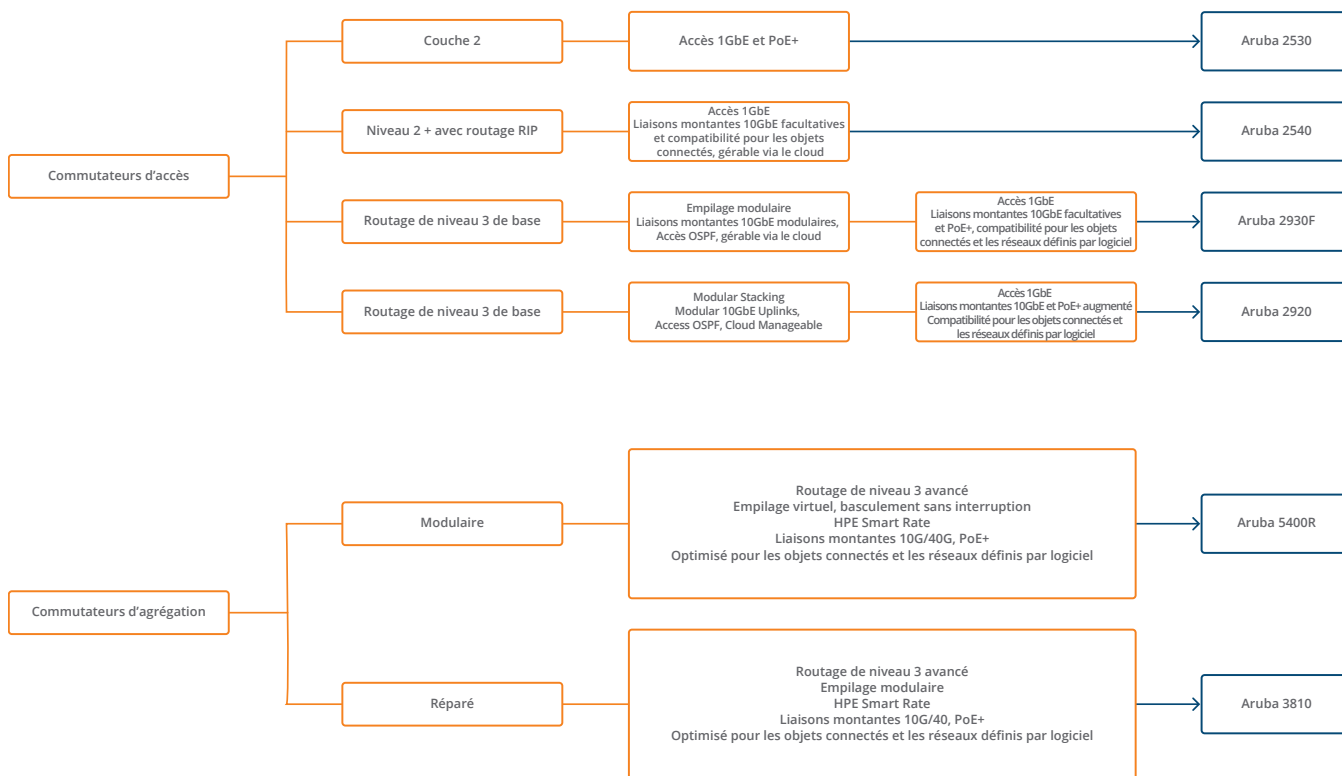 Couche 2
Accès 1GbE et PoE+
Aruba 2530
Niveau 2 + avec routage RIP
Accès 1GbE
Liaisons montantes 10GbE facultatives
et compatibilité pour les objets
connectés, gérable via le cloud
Aruba 2540
Commutateurs d’accès
Routage de niveau 3 de base
Empilage modulaire
Liaisons montantes 10GbE modulaires,
Accès OSPF, gérable via le cloud
Accès 1GbE
Liaisons montantes 10GbE facultatives
et PoE+, compatibilité pour les objets
connectés et les réseaux définis par logiciel
Aruba 2930F
Routage de niveau 3 de base
Modular Stacking
Modular 10GbE Uplinks,
Access OSPF, Cloud Manageable
Accès 1GbE
Liaisons montantes 10GbE et PoE+ augmenté
Compatibilité pour les objets connectés et
les réseaux définis par logiciel
Aruba 2920
Modulaire
Routage de niveau 3 avancé
Empilage virtuel, basculement sans interruption
HPE Smart Rate
Liaisons montantes 10G/40G, PoE+
Optimisé pour les objets connectés et les réseaux définis par logiciel
Aruba 5400R
Commutateurs d’agrégation
Réparé
Routage de niveau 3 avancé
Empilage modulaire
HPE Smart Rate
Liaisons montantes 10G/40, PoE+
Optimisé pour les objets connectés et les réseaux définis par logiciel
Aruba 3810